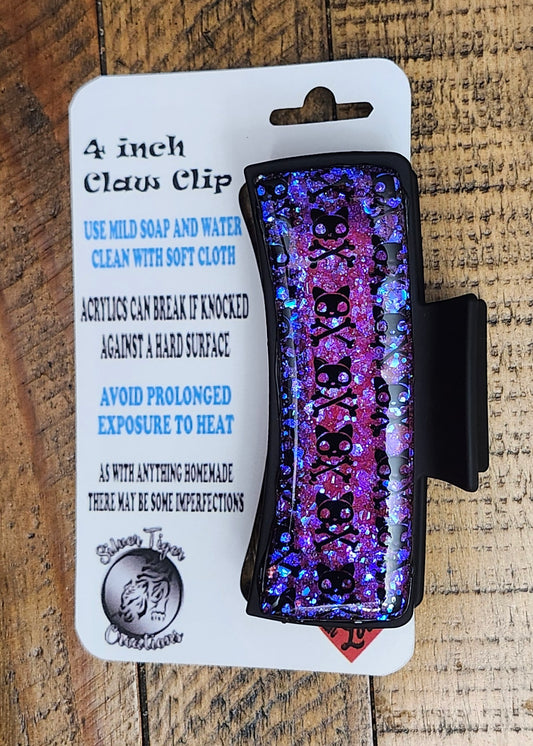 4 inch
Claw Clip
USE MILD SOAP AND WATER
CLEAN WITH SOFT CLOTH
ACRYLICS CAN BREAK IF KNOCKED
AGAINST A HARD SURFACE
AVOID PROLONGED
EXPOSURE TO HEAT
AS WITH ANYTHING HOMEMADE
THERE MAY BE SOME IMPERFECTIONS
Silver Tiger
Creations